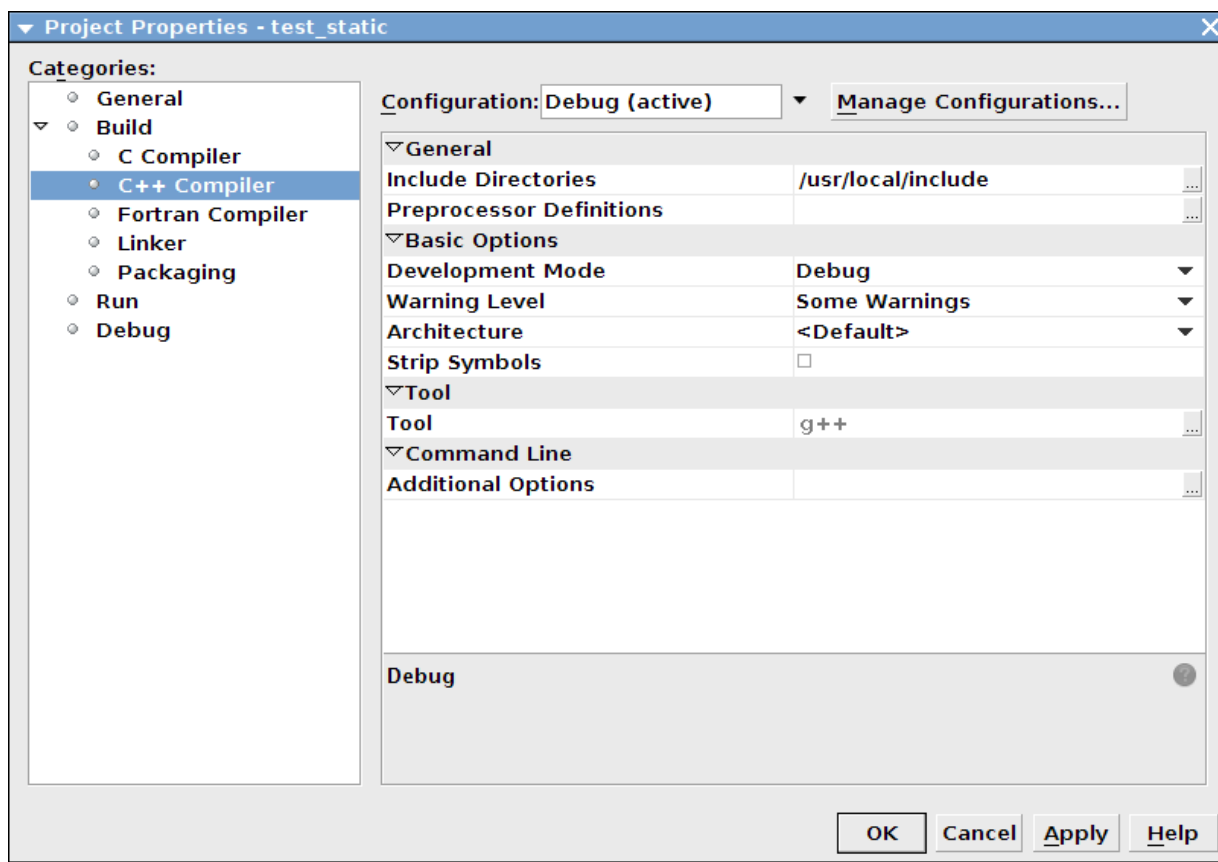 Project Properties - test_static
Categories:
General
Build
C Compiler
C++ Compiler
Fortran Compiler
Linker
Packaging
Run
Debug
Configuration: Debug (active) Manage Configurations...
General
Include Directories /usr/local/include ...
Preprocessor Definitions ...
Basic Options
Development Mode Debug
Warning Level Some Warnings
Architecture <Default>
Strip Symbols
Tool
Tool g++ ...
Command Line
Additional Options ...
Debug ?
OK Cancel Apply Help